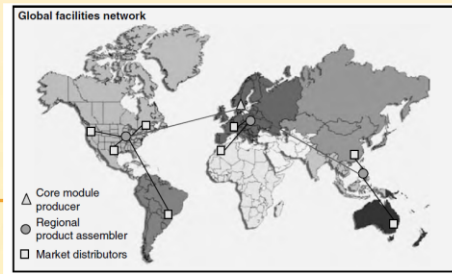 Global facilities network
Core module
producer
Regional
product assembler
Market distributors